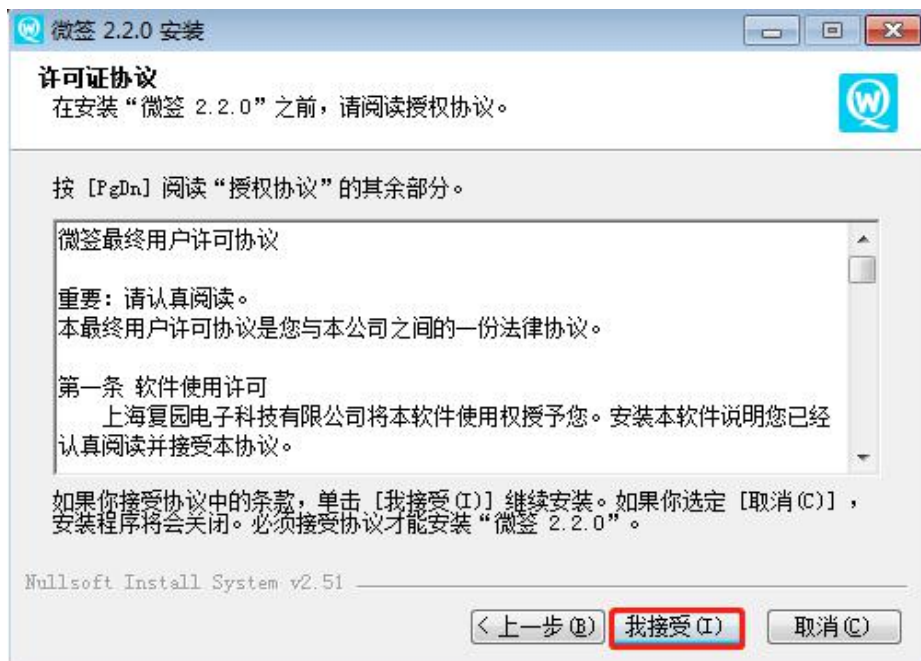 微签 2.2.0 安装
许可证协议
在安装“微签 2.2.0”之前，请阅读授权协议。
按 [PgDn] 阅读“授权协议”的其余部分。
微签最终用户许可协议
重要：请认真阅读。
本最终用户许可协议是您与本公司之间的一份法律协议。
第一条 软件使用许可
上海复园电子科技有限公司将本软件使用权授予您。安装本软件说明您已经
认真阅读并接受本协议。
如果你接受协议中的条款，单击 [我接受(I)] 继续安装。如果你选定 [取消(C)] ，
安装程序将会关闭。必须接受协议才能安装“微签 2.2.0”。
Nullsoft Install System v2.51
< 上一步(B) 我接受(I) 取消(C)